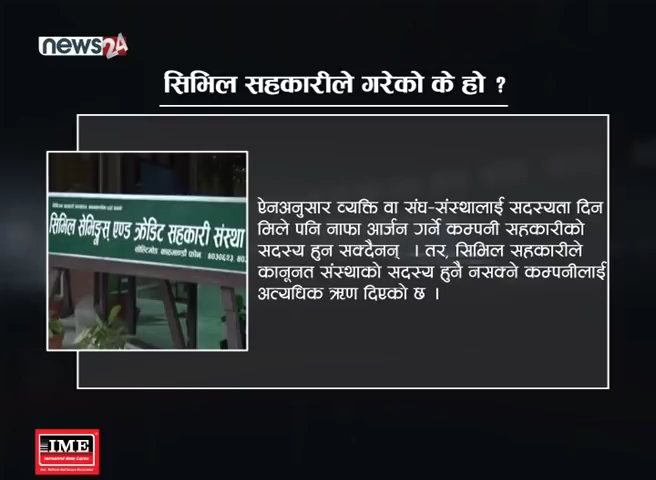 news24
सिभिल सहकारीले गरेको के हो ?
सिभिल सेभिङ्गस् एण्ड क्रेडिट सहकारी संस्था
ऐनअनुसार व्यक्ति वा संघ-संस्थालाई सदस्यता दिन
मिले पनि नाफा आर्जन गर्ने कम्पनी सहकारीको
सदस्य हुन सक्दैनन् । तर, सिभिल सहकारीले
कानूनत संस्थाको सदस्य हुनै नसक्ने कम्पनीलाई
अत्यधिक ऋण दिएको छ ।
IME